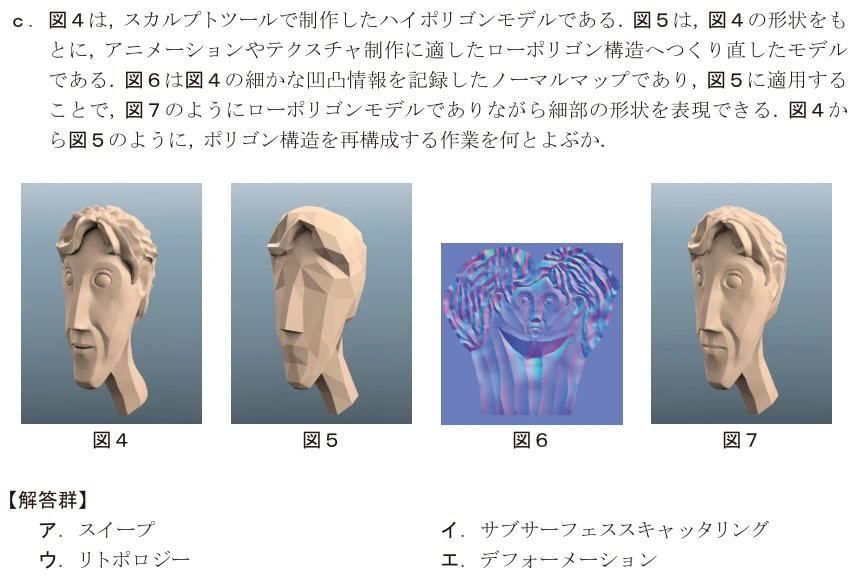 c. 図4は,スカルプトツールで制作したハイポリゴンモデルである.図5は,図4の形状をも
とに,アニメーションやテクスチャ制作に適したローポリゴン構造へつくり直したモデル
である.図6は図4の細かな凹凸情報を記録したノーマルマップであり,図5に適用する
ことで,図7のようにローポリゴンモデルでありながら細部の形状を表現できる.図4か
ら図5のように,ポリゴン構造を再構成する作業を何とよぶか.
図4
図5
図6
図7
【解答群】
ア.スイープ
イ.サブサーフェススキャッタリング
ウ.リトポロジー
エ.デフォーメーション